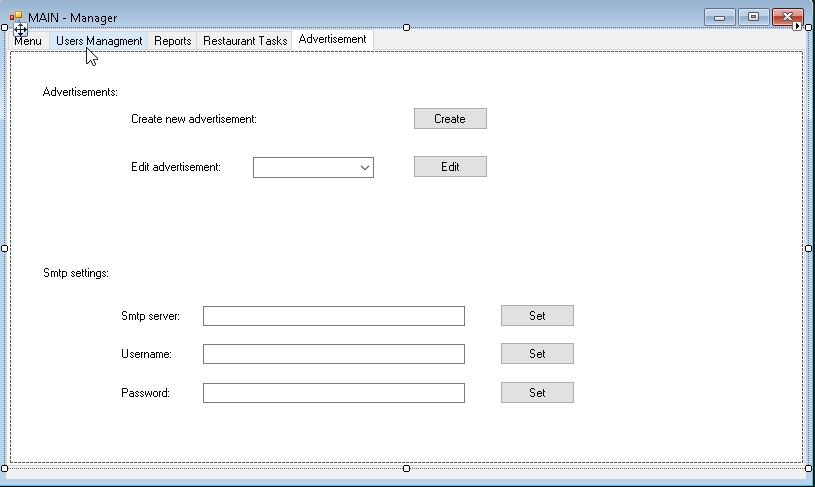 MAIN - Manager
Menu Users Managment Reports Restaurant Tasks Advertisement
Advertisements:
Create new advertisement: Create
Edit advertisement: Edit
Smtp settings:
Smtp server: Set
Username: Set
Password: Set